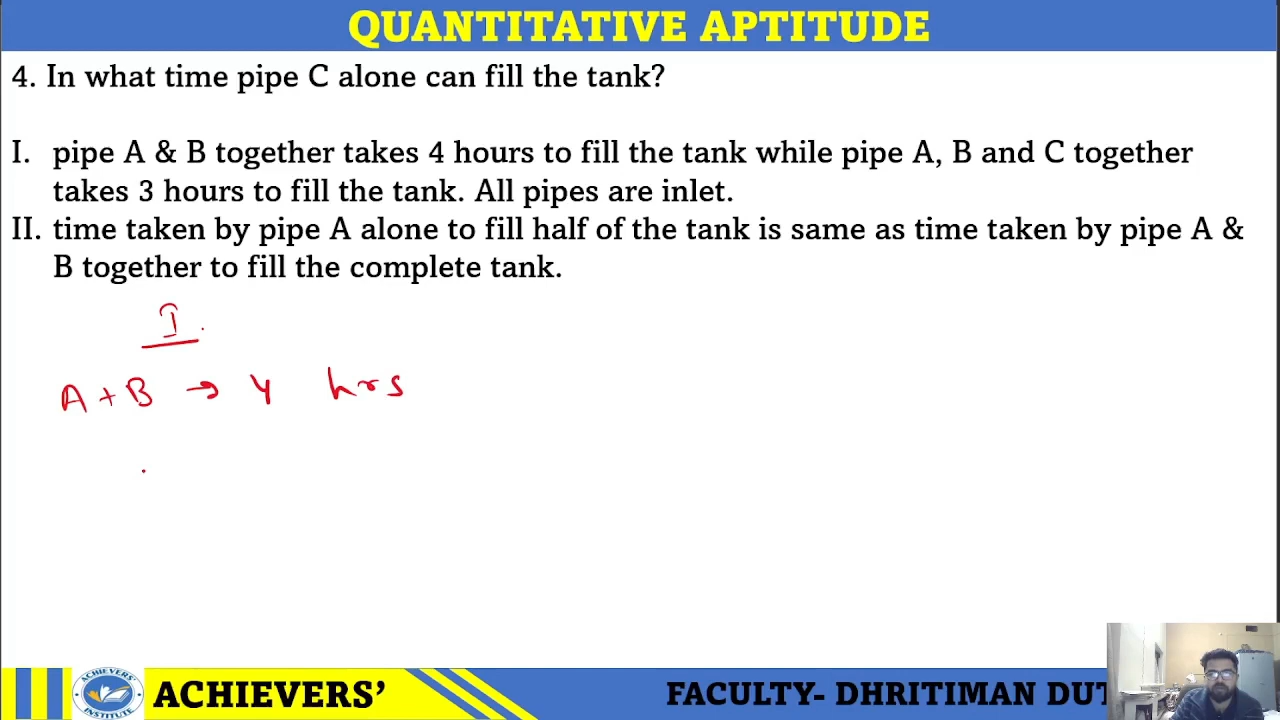 QUANTITATIVE APTITUDE
4. In what time pipe C alone can fill the tank?
I. pipe A & B together takes 4 hours to fill the tank while pipe A, B and C together
takes 3 hours to fill the tank. All pipes are inlet.
II. time taken by pipe A alone to fill half of the tank is same as time taken by pipe A &
B together to fill the complete tank.
I
A + B → 4 hrs
ACHIEVERS'
INSTITUTE
ACHIEVERS’
FACULTY- DHRITIMAN DUT